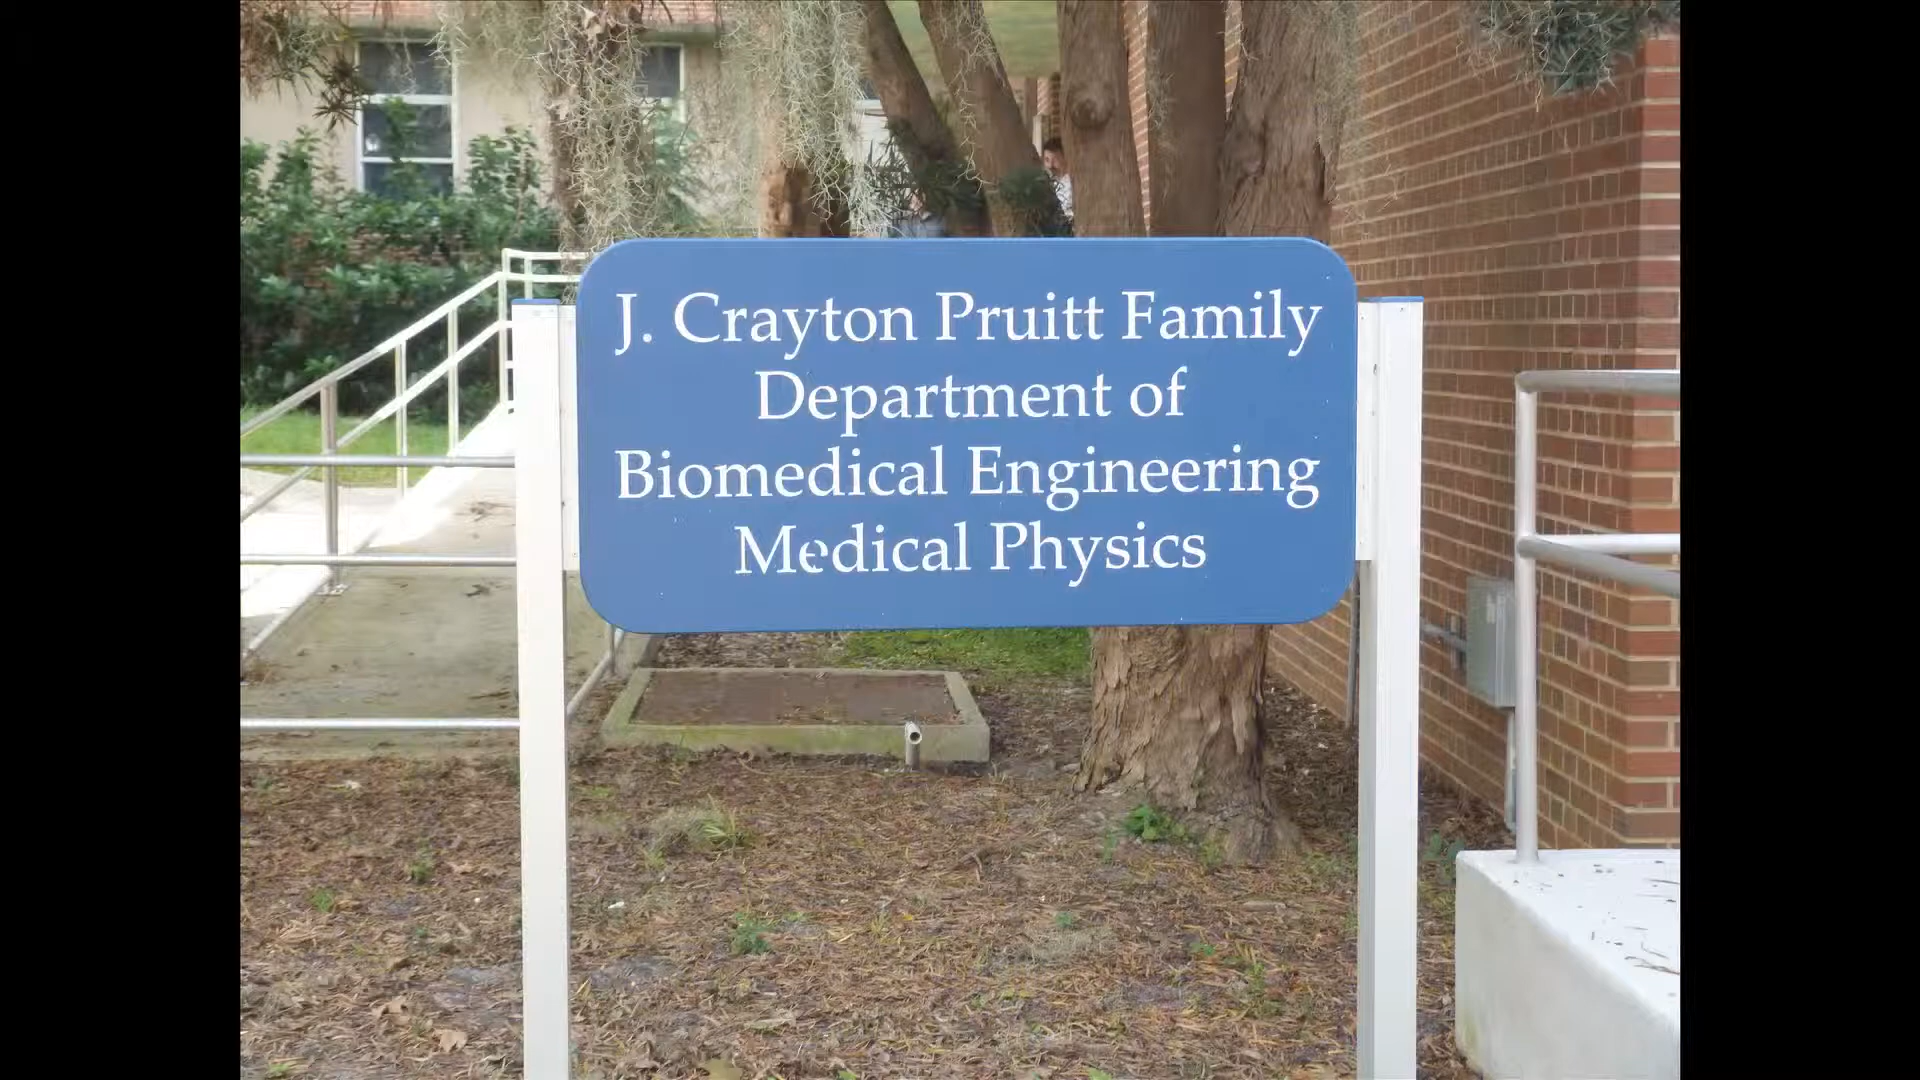 J. Crayton Pruitt Family
Department of
Biomedical Engineering
Medical Physics